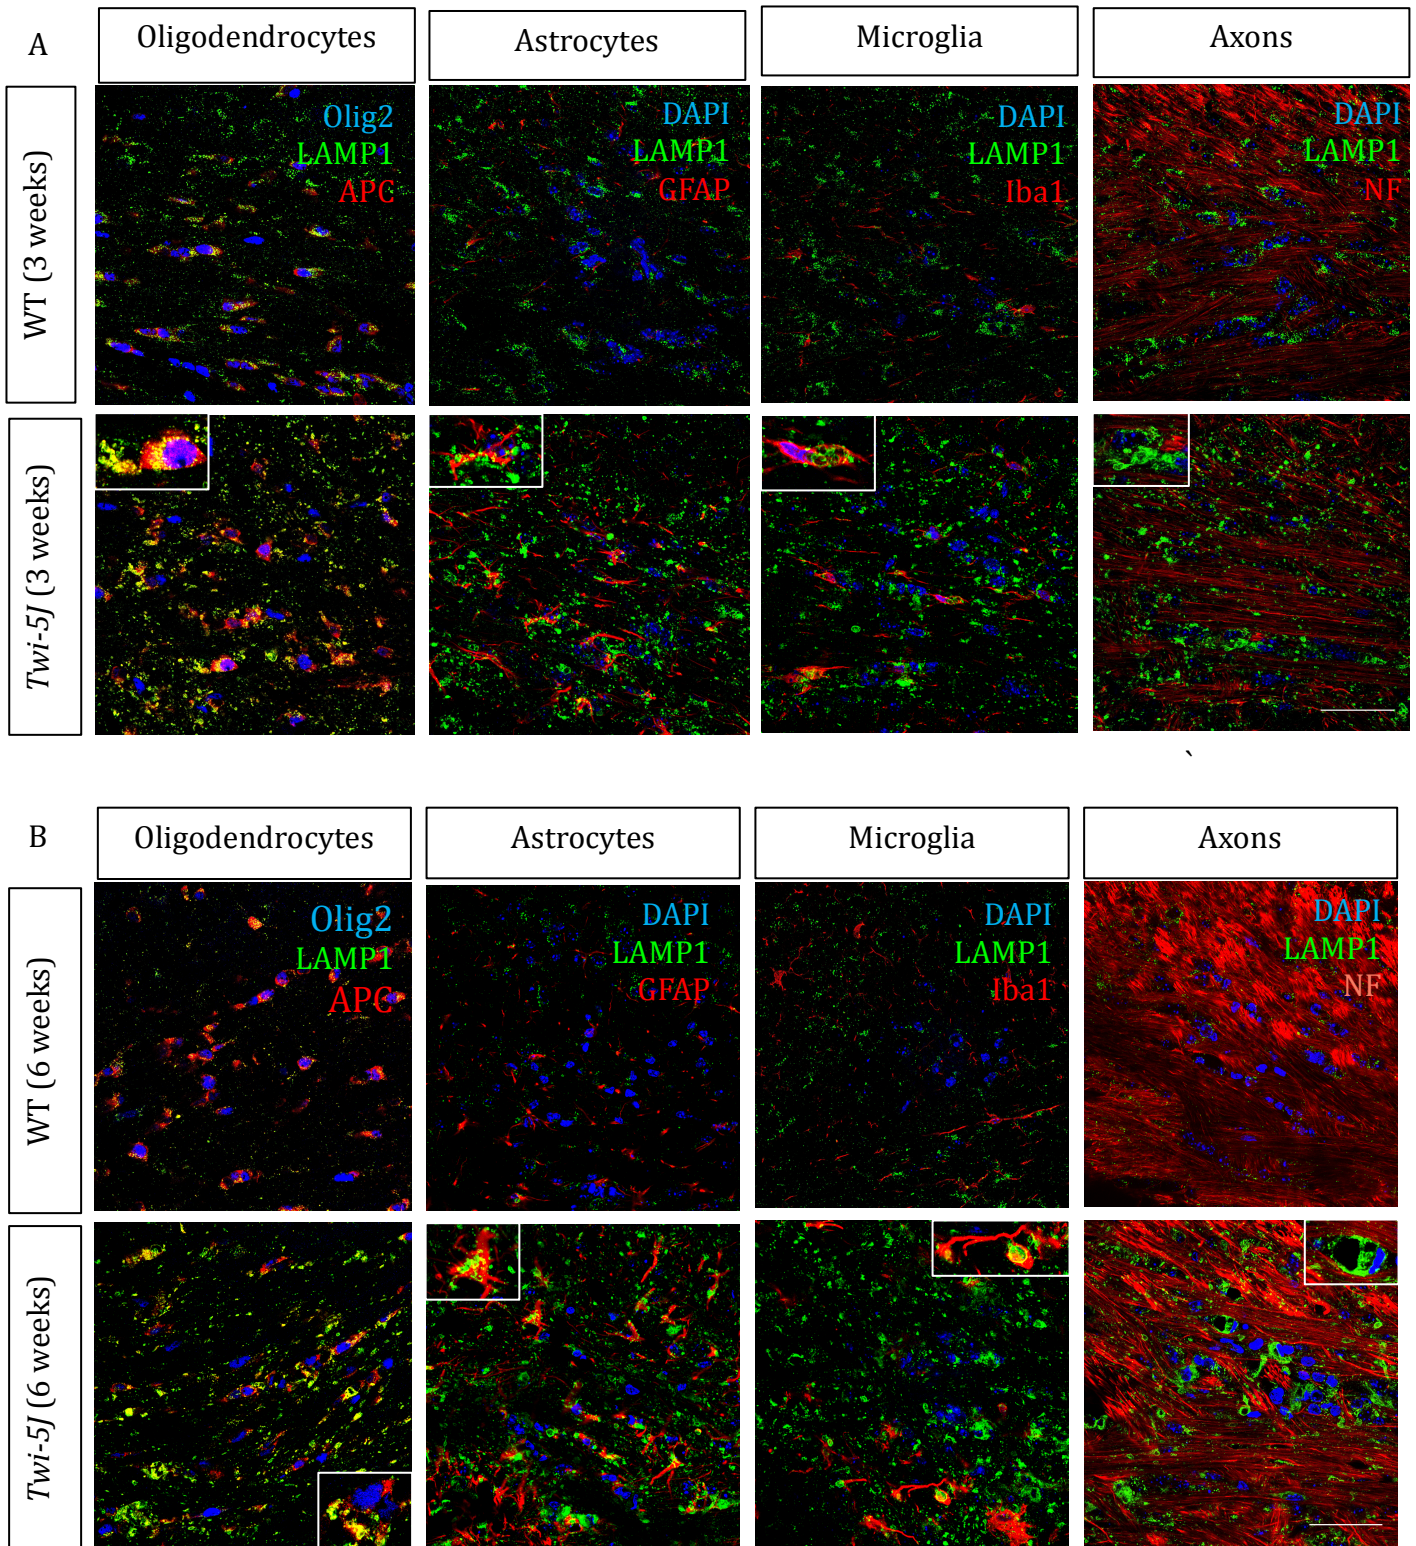 A
Oligodendrocytes
Astrocytes
Microglia
Axons
WT (3 weeks)
Olig2
LAMP1
APC
DAPI
LAMP1
GFAP
DAPI
LAMP1
Iba1
DAPI
LAMP1
NF
Twi-5J (3 weeks)
`
B
Oligodendrocytes
Astrocytes
Microglia
Axons
WT (6 weeks)
Olig2
LAMP1
APC
DAPI
LAMP1
GFAP
DAPI
LAMP1
Iba1
DAPI
LAMP1
NF
Twi-5J (6 weeks)